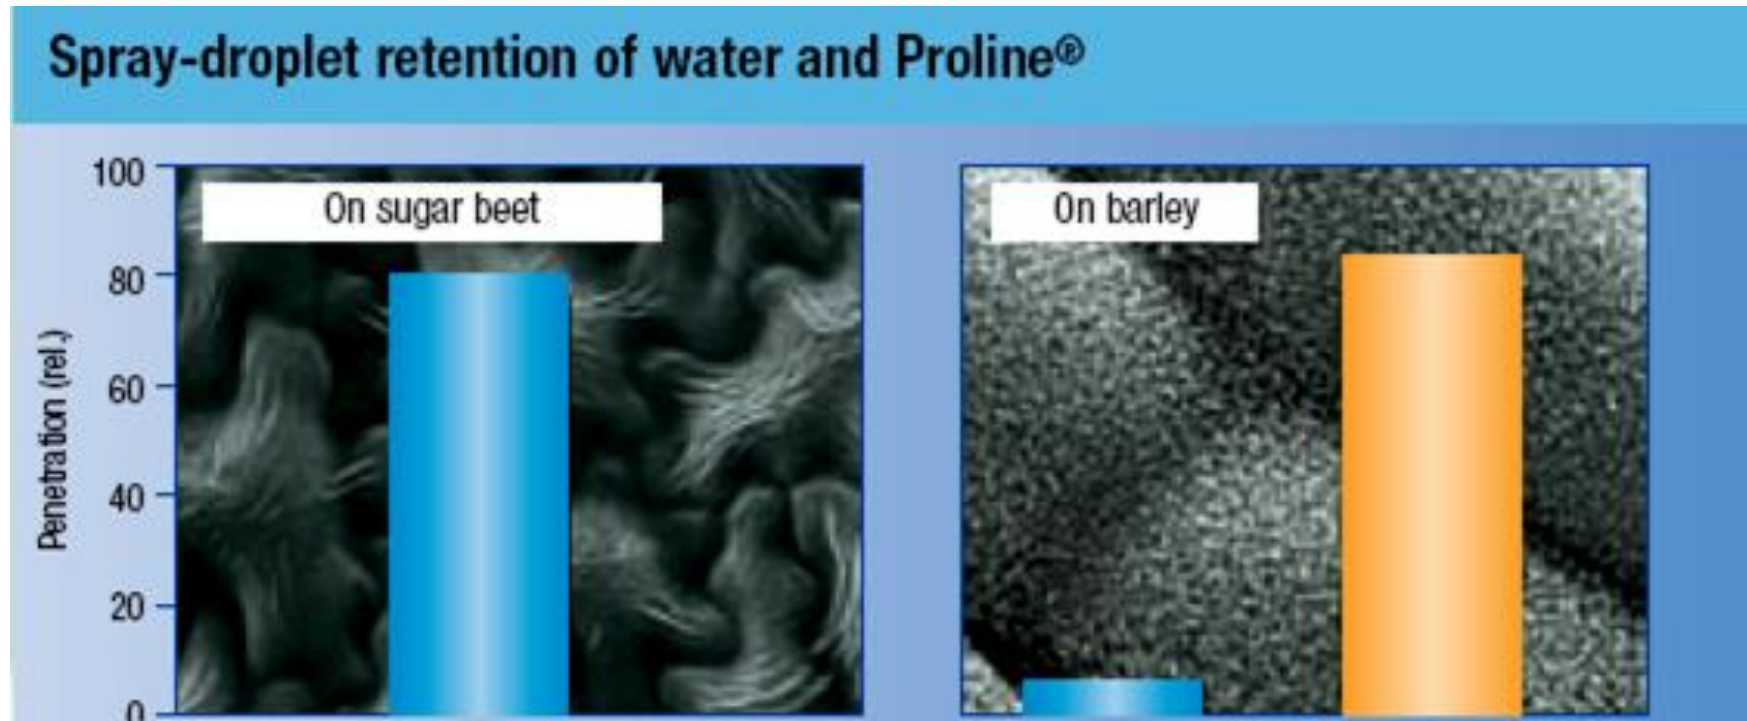 Spray-droplet retention of water and Proline®
100
80
60
40
20
0
Penetration (rel.)
On sugar beet
On barley